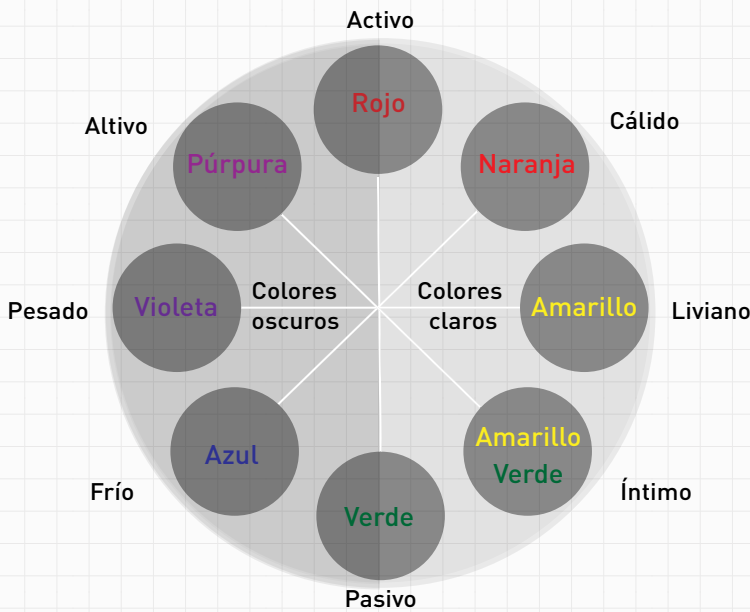 Activo
Rojo
Altivo
Cálido
Púrpura
Naranja
Colores
oscuros
Colores
claros
Pesado
Violeta
Amarillo
Liviano
Amarillo
Verde
Azul
Frío
Íntimo
Verde
Pasivo